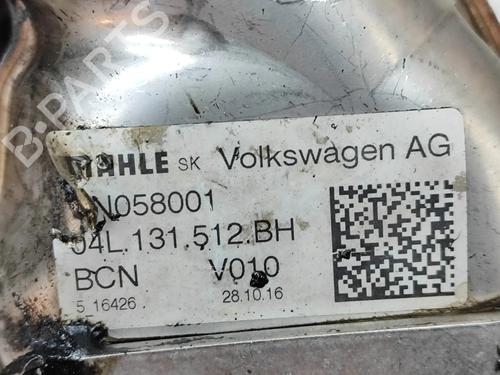 B-PARTS
MAHLE SK Volkswagen AG
N058001
04L.131.512.BH
BCN V010
5 16426 28.10.16